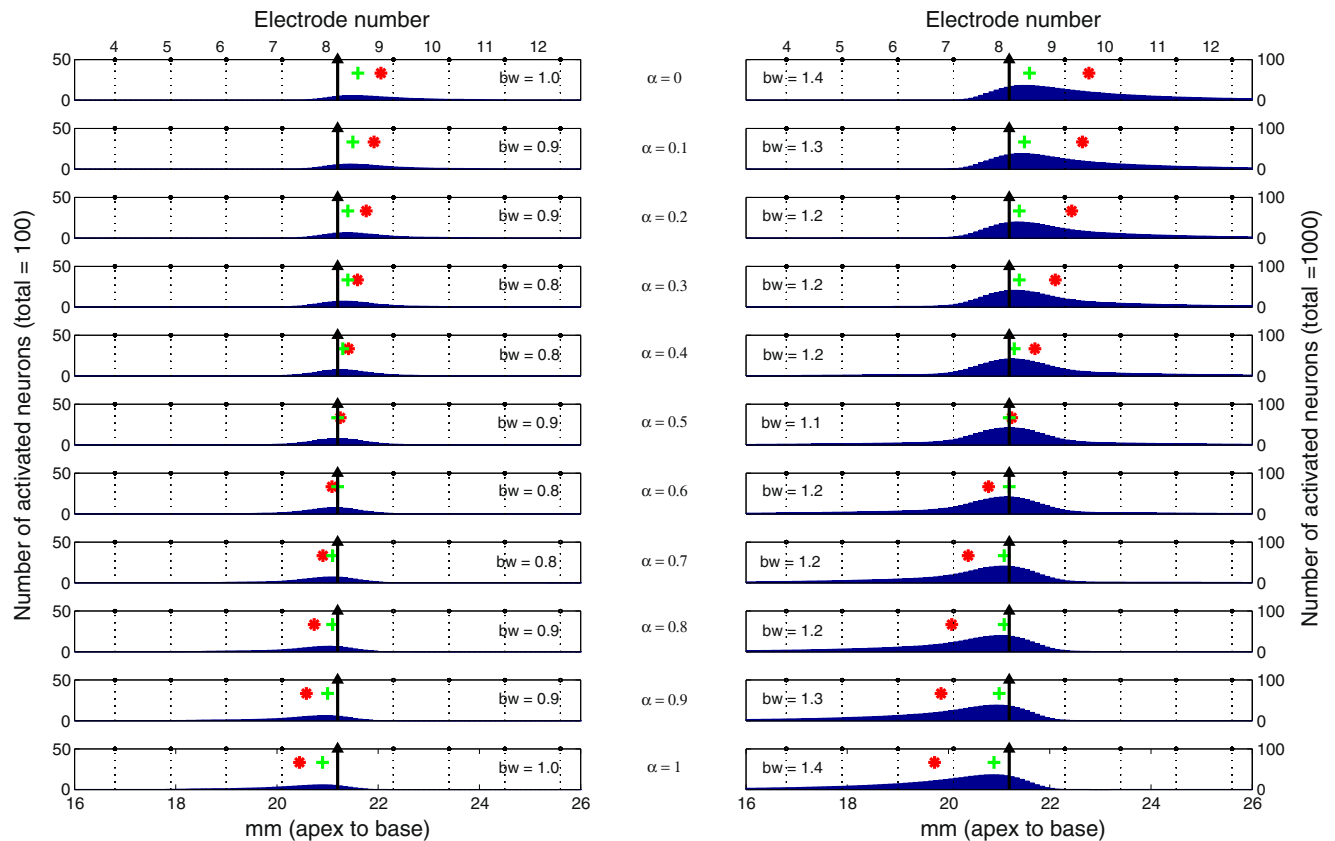 Electrode number
Electrode number
4 5 6 7 8 9 10 11 12
4 5 6 7 8 9 10 11 12
50 0 bw = 1.0 α = 0 bw = 1.4 100 0
50 0 bw = 0.9 α = 0.1 bw = 1.3 100 0
50 0 bw = 0.9 α = 0.2 bw = 1.2 100 0
50 0 bw = 0.8 α = 0.3 bw = 1.2 100 0
50 0 bw = 0.8 α = 0.4 bw = 1.2 100 0
50 0 bw = 0.9 α = 0.5 bw = 1.1 100 0
50 0 bw = 0.8 α = 0.6 bw = 1.2 100 0
50 0 bw = 0.8 α = 0.7 bw = 1.2 100 0
50 0 bw = 0.9 α = 0.8 bw = 1.2 100 0
50 0 bw = 0.9 α = 0.9 bw = 1.3 100 0
50 0 bw = 1.0 α = 1 bw = 1.4 100 0
16 18 20 22 24 26
16 18 20 22 24 26
mm (apex to base)
mm (apex to base)
Number of activated neurons (total = 100)
Number of activated neurons (total =1000)